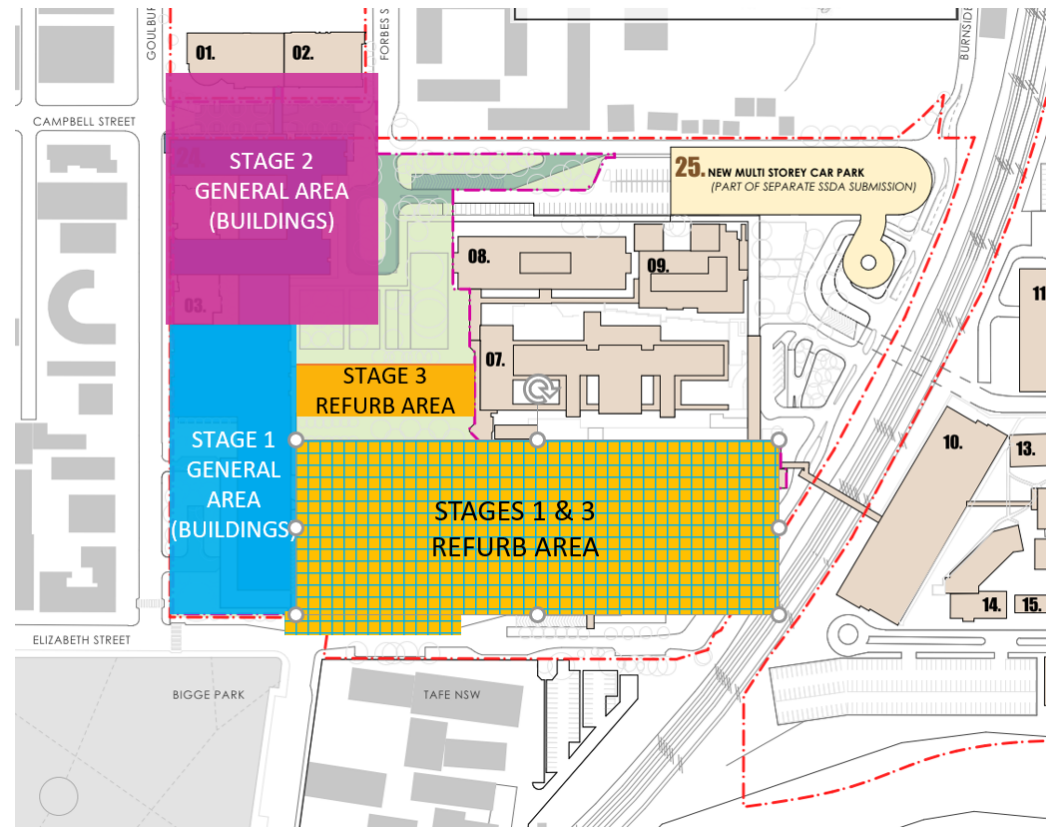 GOULBUR
FORBES S
BURNSIDE
01.
02.
CAMPBELL STREET
24.
STAGE 2
GENERAL AREA
(BUILDINGS)
25. NEW MULTI STOREY CAR PARK
(PART OF SEPARATE SSDA SUBMISSION)
08.
09.
11
03.
07.
STAGE 3
REFURB AREA
STAGE 1
GENERAL
AREA
(BUILDINGS)
10.
13.
STAGES 1 & 3
REFURB AREA
14.
15.
ELIZABETH STREET
BIGGE PARK
TAFE NSW